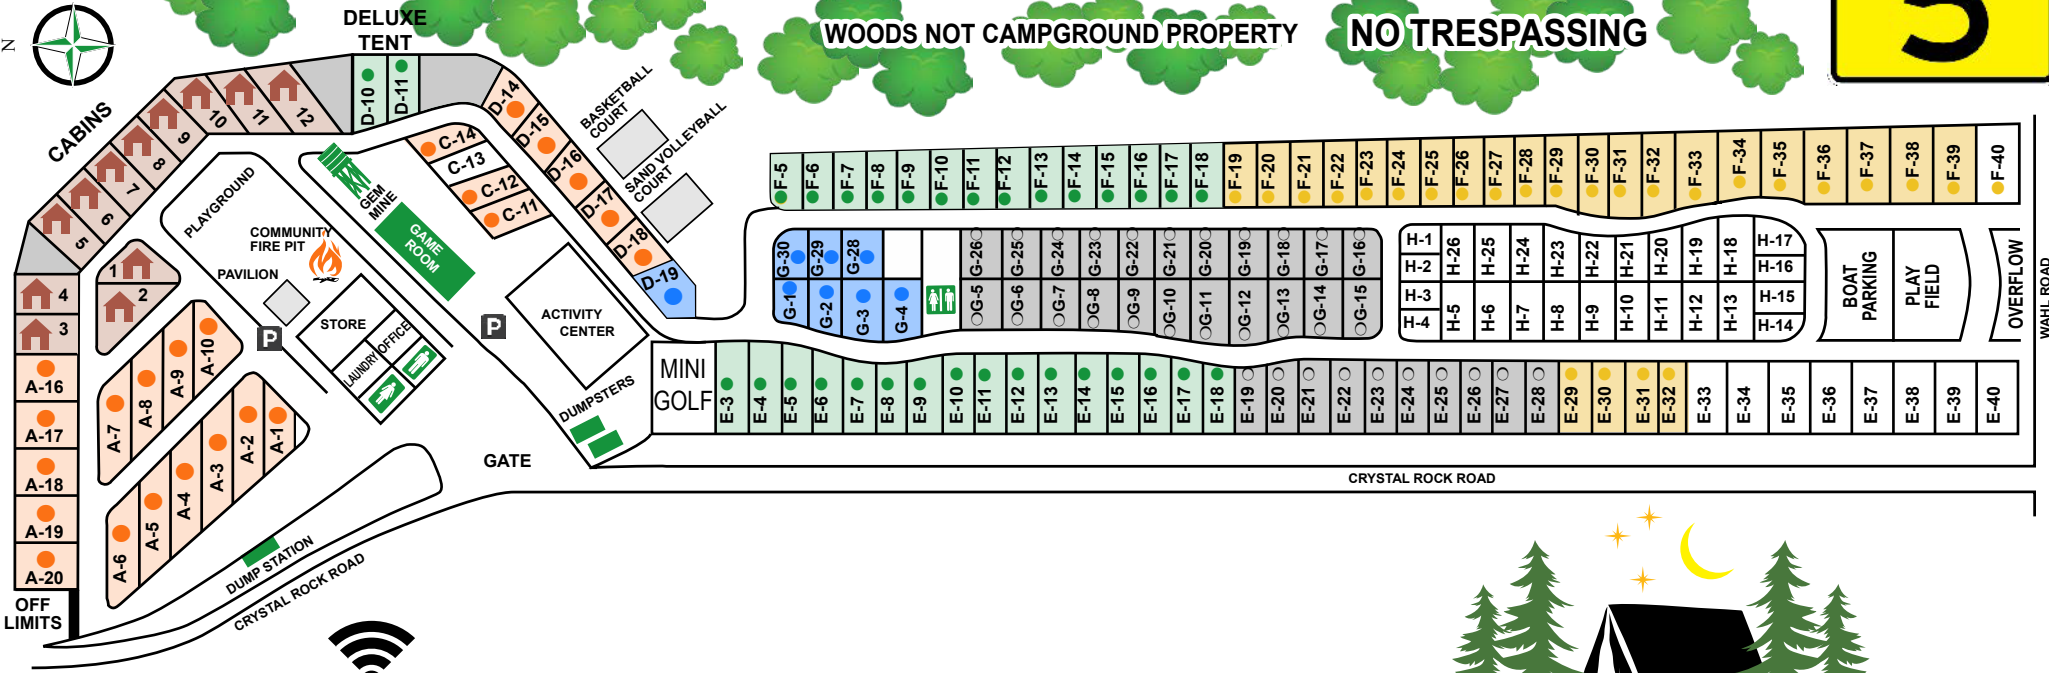 N
DELUXE
TENT
WOODS NOT CAMPGROUND PROPERTY
NO TRESPASSING
CABINS
12
11
10
9
8
7
6
5
4
3
1
2
D-10
D-11
D-14
D-15
D-16
D-17
D-18
D-19
BASKETBALL
COURT
SAND VOLLEYBALL
COURT
C-14
C-13
C-12
C-11
GEM
MINE
GAME
ROOM
PLAYGROUND
COMMUNITY
FIRE PIT
PAVILION
P
STORE
OFFICE
LAUNDRY
P
ACTIVITY
CENTER
DUMPSTERS
GATE
A-16
A-17
A-18
A-19
A-20
OFF
LIMITS
A-7
A-8
A-9
A-10
A-6
A-5
A-4
A-3
A-2
A-1
DUMP STATION
CRYSTAL ROCK ROAD
F-5
F-6
F-7
F-8
F-9
F-10
F-11
F-12
F-13
F-14
F-15
F-16
F-17
F-18
F-19
F-20
F-21
F-22
F-23
F-24
F-25
F-26
F-27
F-28
F-29
F-30
F-31
F-32
F-33
F-34
F-35
F-36
F-37
F-38
F-39
F-40
G-30
G-29
G-28
G-26
G-25
G-24
G-23
G-22
G-21
G-20
G-19
G-18
G-17
G-16
G-1
G-2
G-3
G-4
G-5
G-6
G-7
G-8
G-9
G-10
G-11
G-12
G-13
G-14
G-15
H-1
H-2
H-3
H-4
H-26
H-25
H-24
H-23
H-22
H-21
H-20
H-19
H-18
H-17
H-16
H-15
H-14
H-5
H-6
H-7
H-8
H-9
H-10
H-11
H-12
H-13
BOAT
PARKING
PLAY
FIELD
OVERFLOW
WAHL ROAD
MINI
GOLF
E-3
E-4
E-5
E-6
E-7
E-8
E-9
E-10
E-11
E-12
E-13
E-14
E-15
E-16
E-17
E-18
E-19
E-20
E-21
E-22
E-23
E-24
E-25
E-26
E-27
E-28
E-29
E-30
E-31
E-32
E-33
E-34
E-35
E-36
E-37
E-38
E-39
E-40
CRYSTAL ROCK ROAD